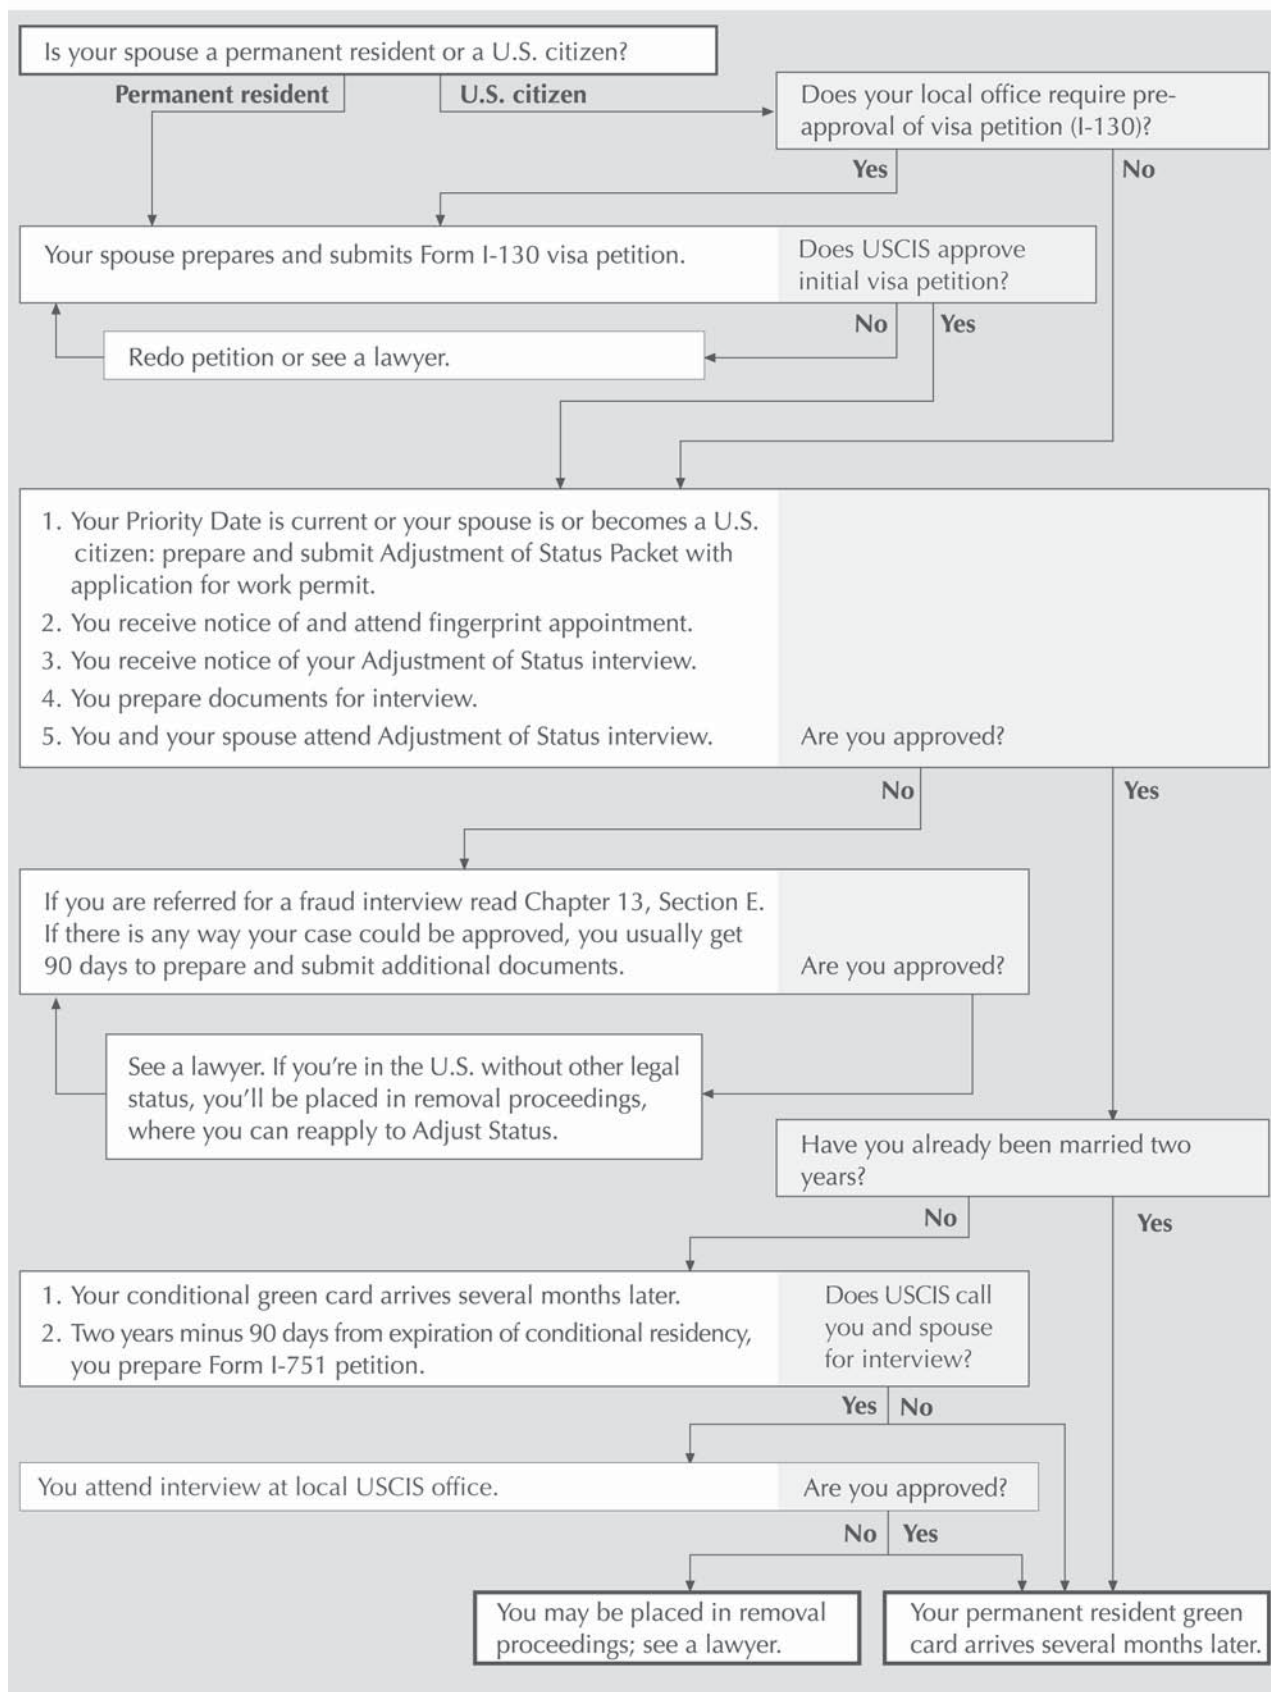 Is your spouse a permanent resident or a U.S. citizen?
Permanent resident
U.S. citizen
Does your local office require pre-
approval of visa petition (I-130)?
Yes
No
Your spouse prepares and submits Form I-130 visa petition.
Does USCIS approve
initial visa petition?
No
Yes
Redo petition or see a lawyer.
1. Your Priority Date is current or your spouse is or becomes a U.S.
citizen: prepare and submit Adjustment of Status Packet with
application for work permit.
2. You receive notice of and attend fingerprint appointment.
3. You receive notice of your Adjustment of Status interview.
4. You prepare documents for interview.
5. You and your spouse attend Adjustment of Status interview.
Are you approved?
No
Yes
If you are referred for a fraud interview read Chapter 13, Section E.
If there is any way your case could be approved, you usually get
90 days to prepare and submit additional documents.
Are you approved?
See a lawyer. If you're in the U.S. without other legal
status, you'll be placed in removal proceedings,
where you can reapply to Adjust Status.
Have you already been married two
years?
No
Yes
1. Your conditional green card arrives several months later.
2. Two years minus 90 days from expiration of conditional residency,
you prepare Form I-751 petition.
Does USCIS call
you and spouse
for interview?
Yes
No
You attend interview at local USCIS office.
Are you approved?
No
Yes
You may be placed in removal
proceedings; see a lawyer.
Your permanent resident green
card arrives several months later.